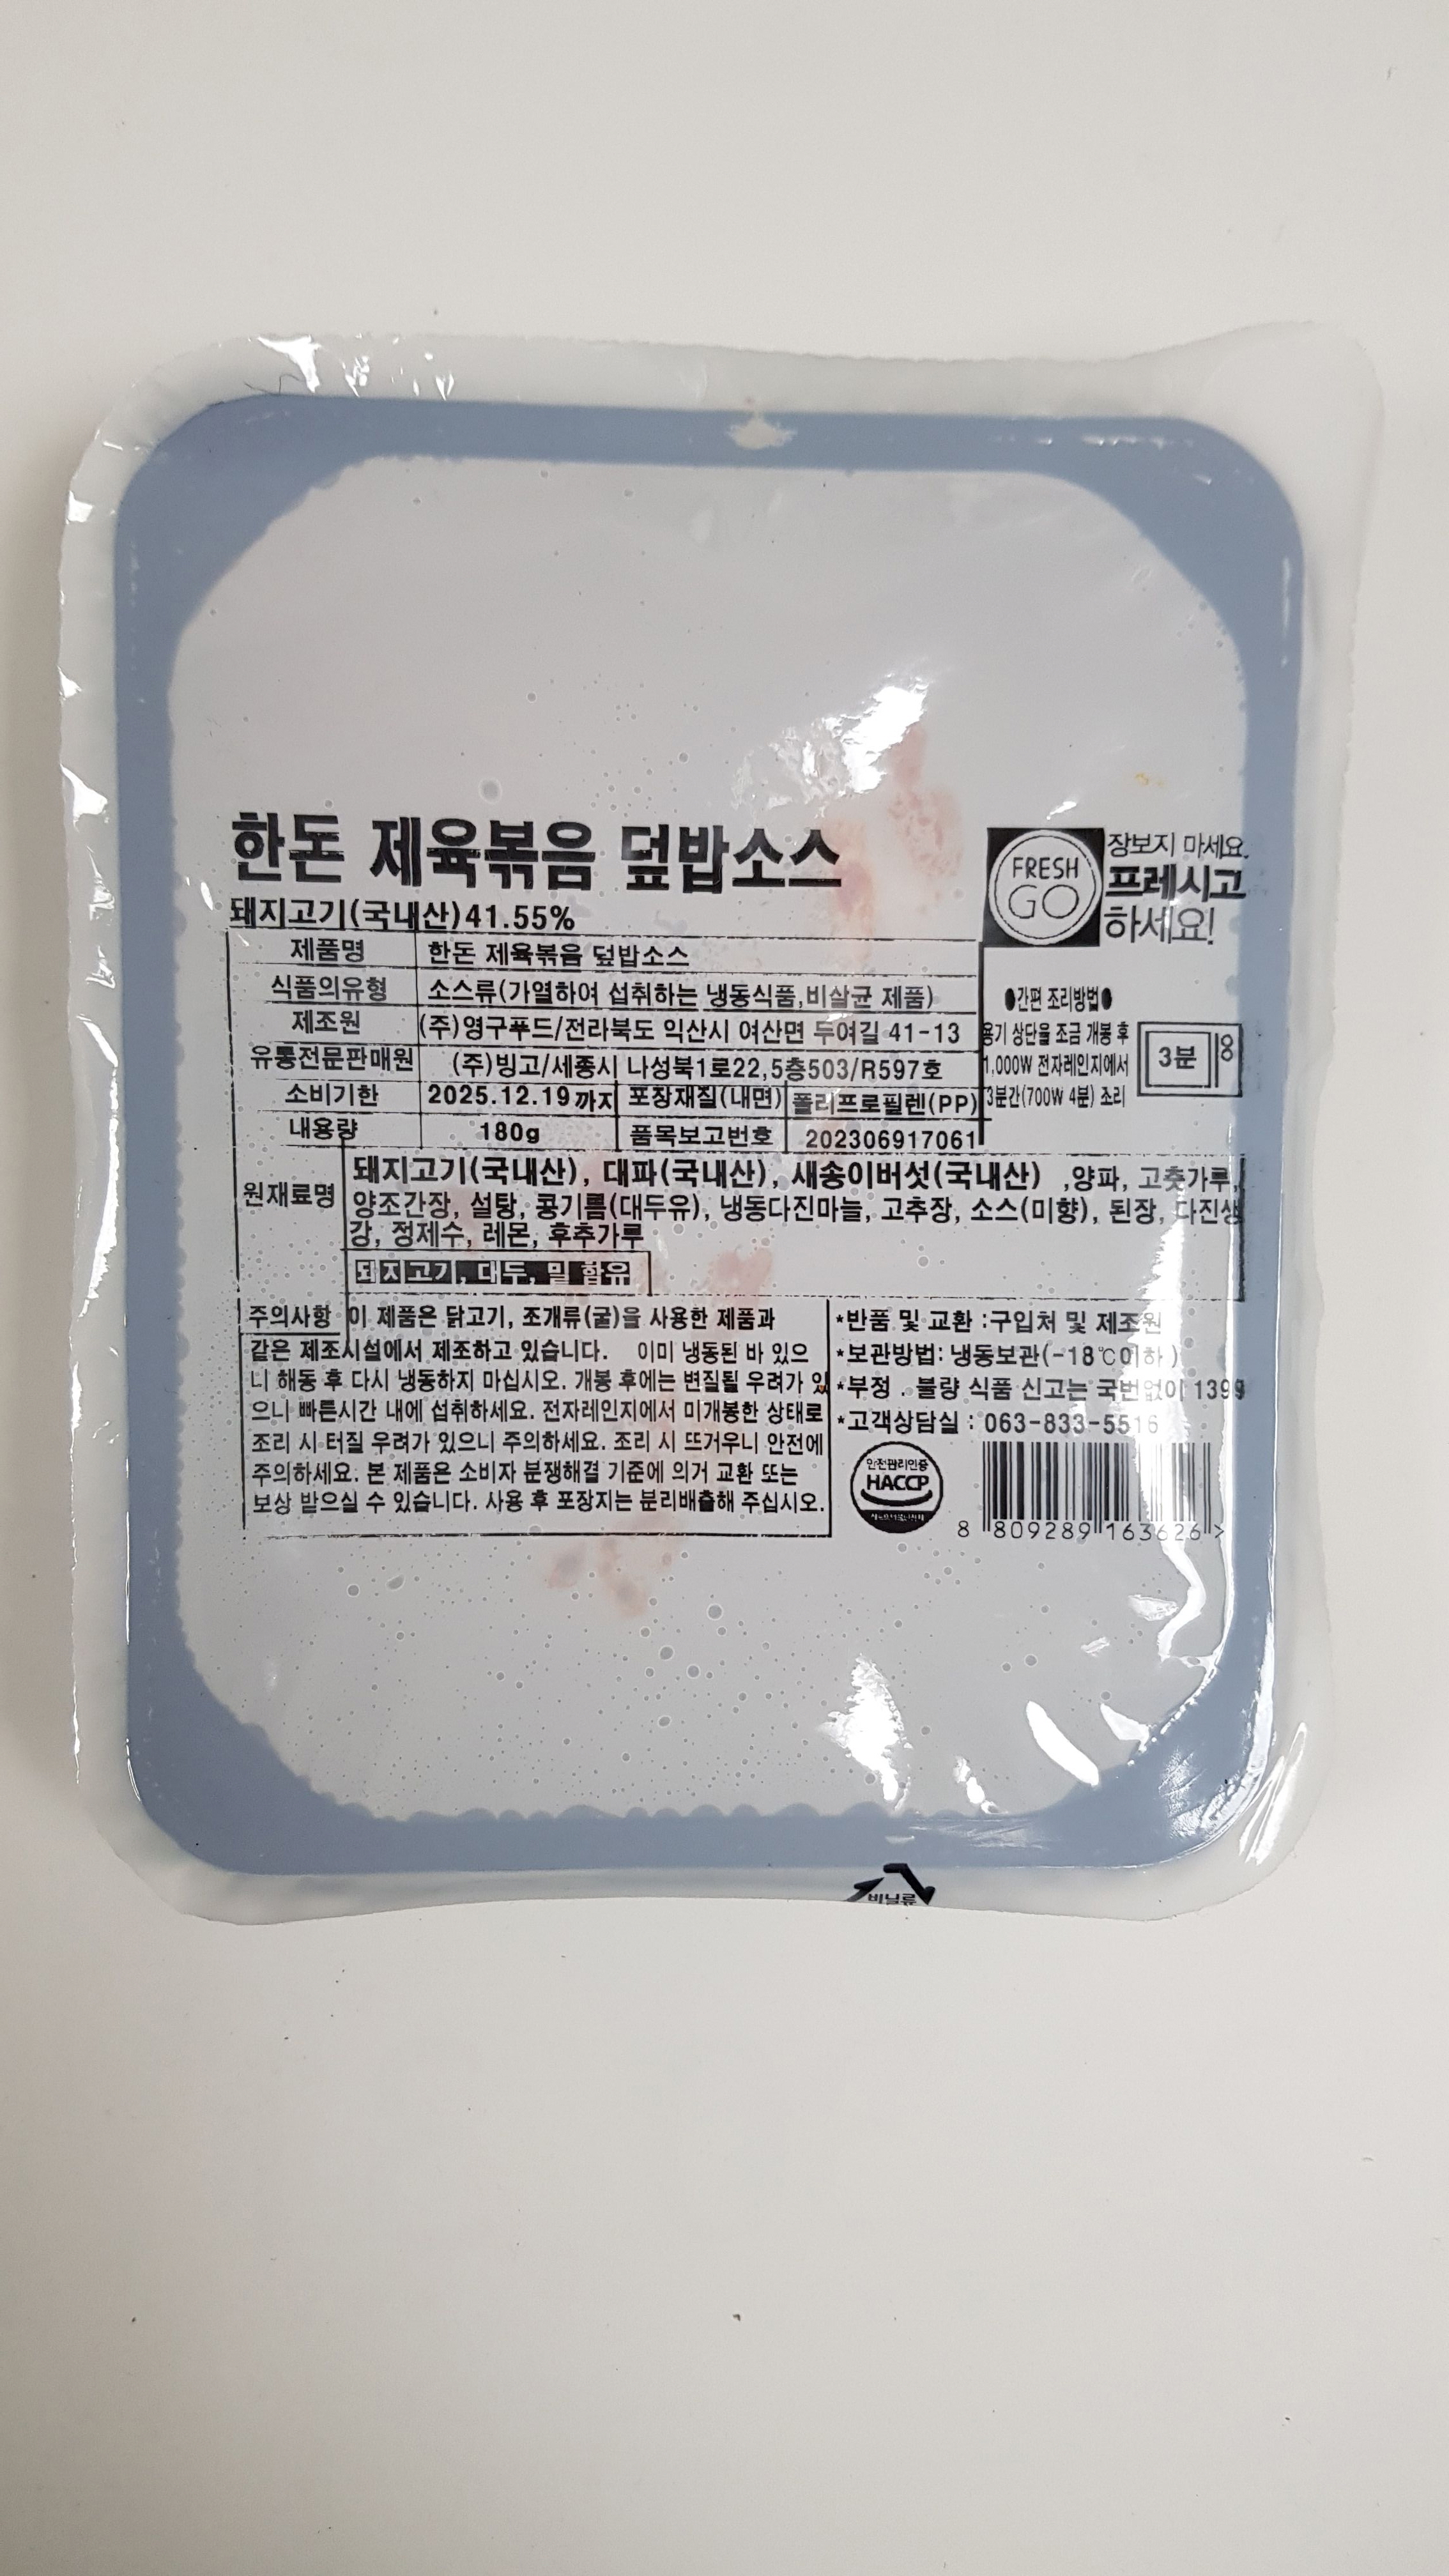 한돈 제육볶음 덮밥소스
돼지고기(국내산)41.55%
FRESH
GO
장보지 마세요.
프레시고
하세요!
제품명 한돈 제육볶음 덮밥소스
식품의유형 소스류(가열하여 섭취하는 냉동식품,비살균 제품)
제조원 (주)영구푸드/전라북도 익산시 여산면 두여길 41-13
유통전문판매원 (주)빙고/세종시 나성북1로22,5층503/R597호
소비기한 2025.12.19까지 포장재질(내면) 폴리프로필렌(PP)
내용량 180g 품목보고번호 202306917061
●간편 조리방법●
용기 상단을 조금 개봉 후
1,000W 전자레인지에서
3분간(700W 4분) 조리
3분
원재료명 돼지고기(국내산), 대파(국내산), 새송이버섯(국내산) ,양파, 고춧가루,
양조간장, 설탕, 콩기름(대두유), 냉동다진마늘, 고추장, 소스(미향), 된장, 다진생
강, 정제수, 레몬, 후추가루
돼지고기, 대두, 밀 함유
주의사항 이 제품은 닭고기, 조개류(굴)을 사용한 제품과
같은 제조시설에서 제조하고 있습니다. 이미 냉동된 바 있으
니 해동 후 다시 냉동하지 마십시오. 개봉 후에는 변질될 우려가 있
으니 빠른시간 내에 섭취하세요. 전자레인지에서 미개봉한 상태로
조리 시 터질 우려가 있으니 주의하세요. 조리 시 뜨거우니 안전에
주의하세요. 본 제품은 소비자 분쟁해결 기준에 의거 교환 또는
보상 받으실 수 있습니다. 사용 후 포장지는 분리배출해 주십시오.
*반품 및 교환 :구입처 및 제조원
*보관방법: 냉동보관(-18℃이하)
*부정 . 불량 식품 신고는 국번없이 1399
*고객상담실 : 063-833-5516
안전관리인증
HACCP
8 809289 163626 >
비닐류